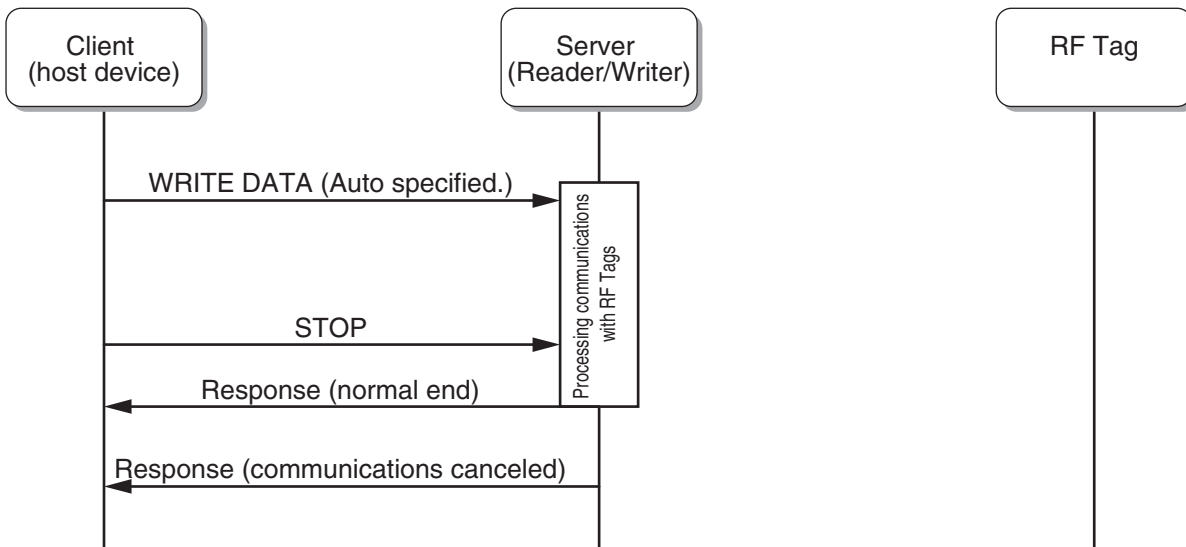 Client
(host device)
Server
(Reader/Writer)
RF Tag
WRITE DATA (Auto specified.)
Processing communications
with RF Tags
STOP
Response (normal end)
Response (communications canceled)